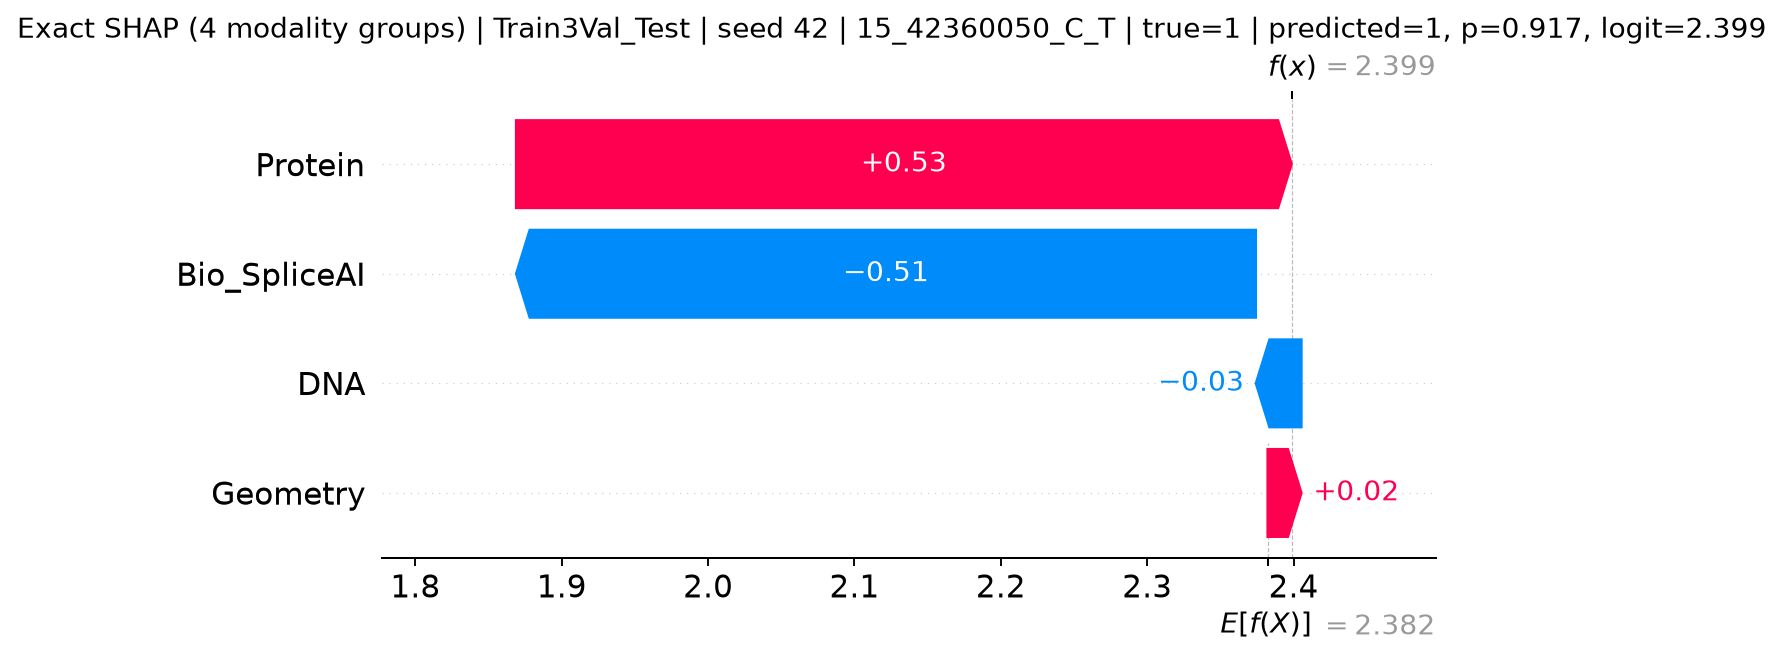 Exact SHAP (4 modality groups) | Train3Val_Test | seed 42 | 15_42360050_C_T | true=1 | predicted=1, p=0.917, logit=2.399
f(x) = 2.399
Protein +0.53
Bio_SpliceAI −0.51
DNA −0.03
Geometry +0.02
1.8 1.9 2.0 2.1 2.2 2.3 2.4
E[f(X)] = 2.382